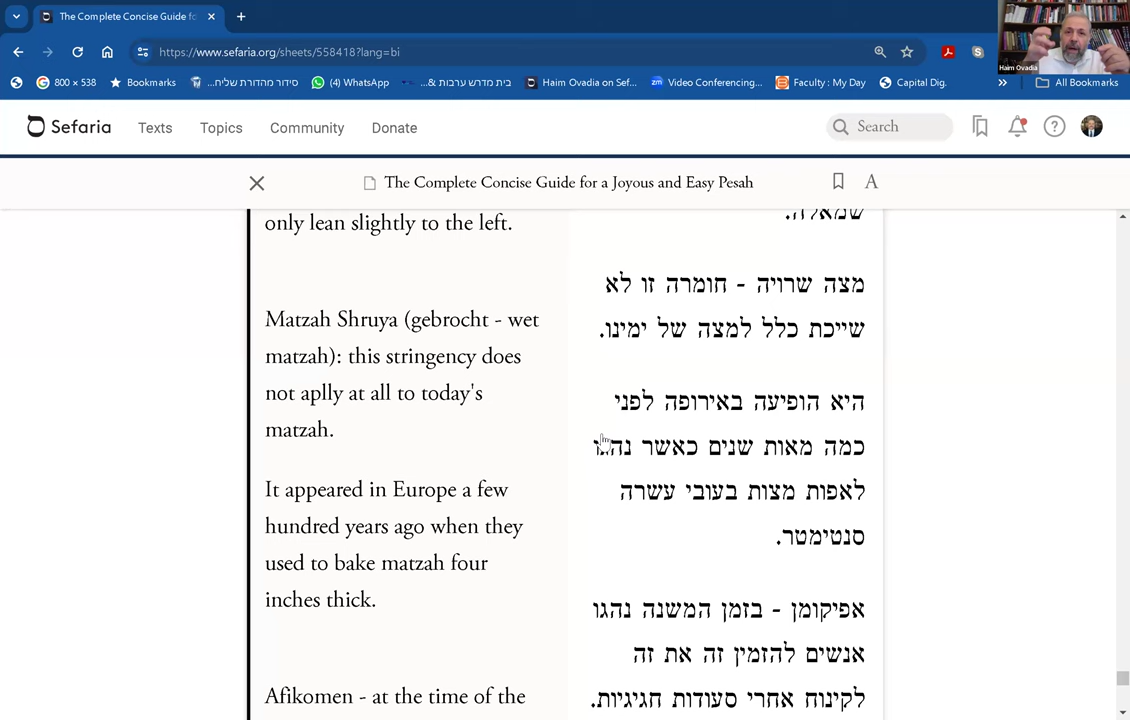 The Complete Concise Guide fo
https://www.sefaria.org/sheets/558418?lang=bi
800 × 538
Bookmarks
סידור מהדורת שליח...
(4) WhatsApp
בית מדרש ערבות &...
Haim Ovadia on Sef...
Video Conferencing...
Faculty : My Day
Capital Dig.
All Bookmarks
Haim Ovadia
Sefaria
Texts
Topics
Community
Donate
Search
The Complete Concise Guide for a Joyous and Easy Pesah
A
only lean slightly to the left.
שמאלה.
Matzah Shruya (gebrocht - wet
matzah): this stringency does
not aplly at all to today's
matzah.
מצה שרויה - חומרה זו לא
שייכת כלל למצה של ימינו.
It appeared in Europe a few
hundred years ago when they
used to bake matzah four
inches thick.
היא הופיעה באירופה לפני
כמה מאות שנים כאשר נהגו
לאפות מצות בעובי עשרה
סנטימטר.
Afikomen - at the time of the
אפיקומן - בזמן המשנה נהגו
אנשים להזמין זה את זה
לקינוח אחרי סעודות חגיגיות.